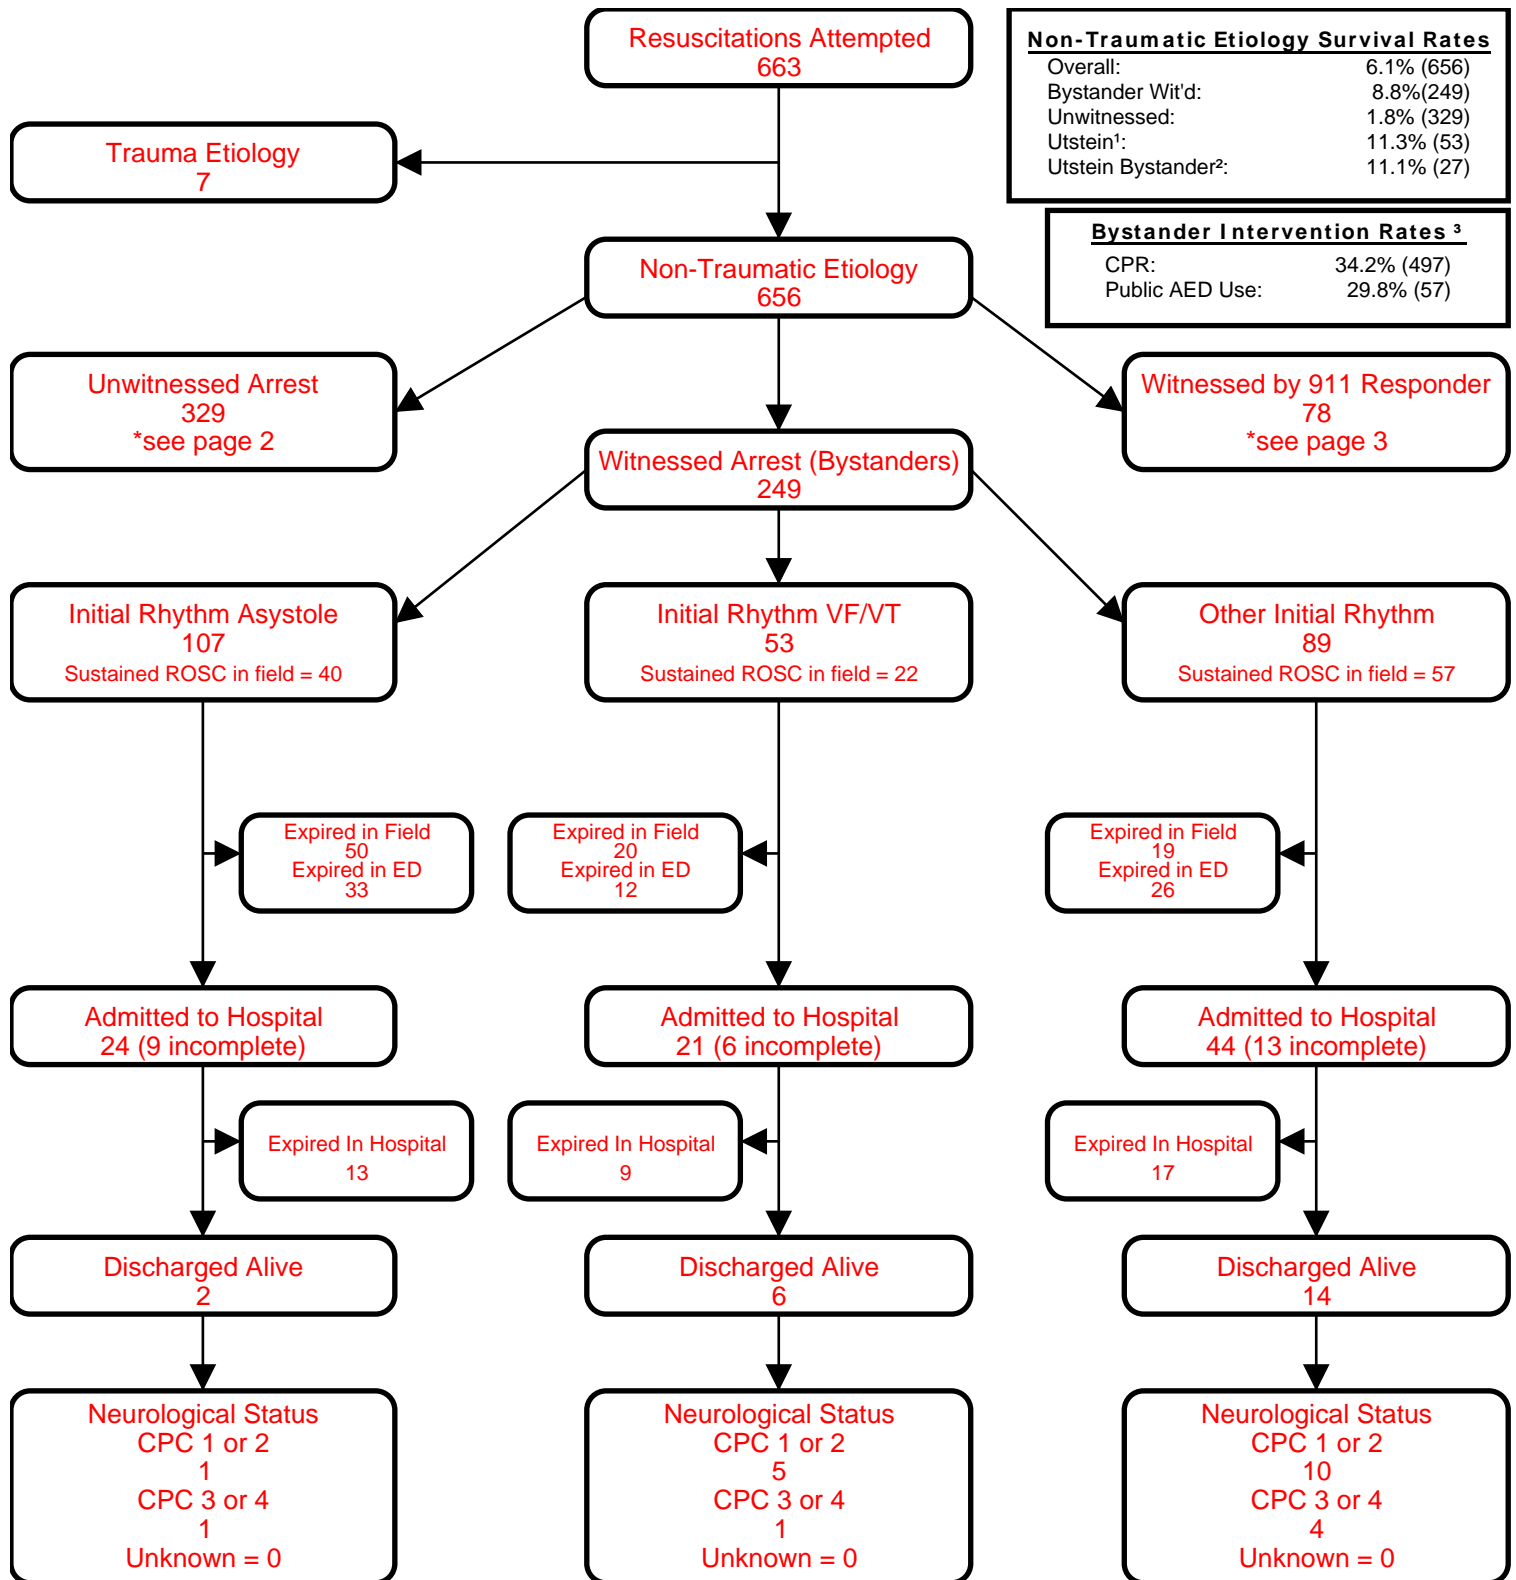 Resuscitations Attempted
663
Non-Traumatic Etiology Survival Rates
Overall: 6.1% (656)
Bystander Wit'd: 8.8%(249)
Unwitnessed: 1.8% (329)
Utstein¹: 11.3% (53)
Utstein Bystander²: 11.1% (27)
Trauma Etiology
7
Bystander Intervention Rates ³
CPR: 34.2% (497)
Public AED Use: 29.8% (57)
Non-Traumatic Etiology
656
Unwitnessed Arrest
329
*see page 2
Witnessed by 911 Responder
78
*see page 3
Witnessed Arrest (Bystanders)
249
Initial Rhythm Asystole
107
Sustained ROSC in field = 40
Initial Rhythm VF/VT
53
Sustained ROSC in field = 22
Other Initial Rhythm
89
Sustained ROSC in field = 57
Expired in Field
50
Expired in ED
33
Expired in Field
20
Expired in ED
12
Expired in Field
19
Expired in ED
26
Admitted to Hospital
24 (9 incomplete)
Admitted to Hospital
21 (6 incomplete)
Admitted to Hospital
44 (13 incomplete)
Expired In Hospital
13
Expired In Hospital
9
Expired In Hospital
17
Discharged Alive
2
Discharged Alive
6
Discharged Alive
14
Neurological Status
CPC 1 or 2
1
CPC 3 or 4
1
Unknown = 0
Neurological Status
CPC 1 or 2
5
CPC 3 or 4
1
Unknown = 0
Neurological Status
CPC 1 or 2
10
CPC 3 or 4
4
Unknown = 0